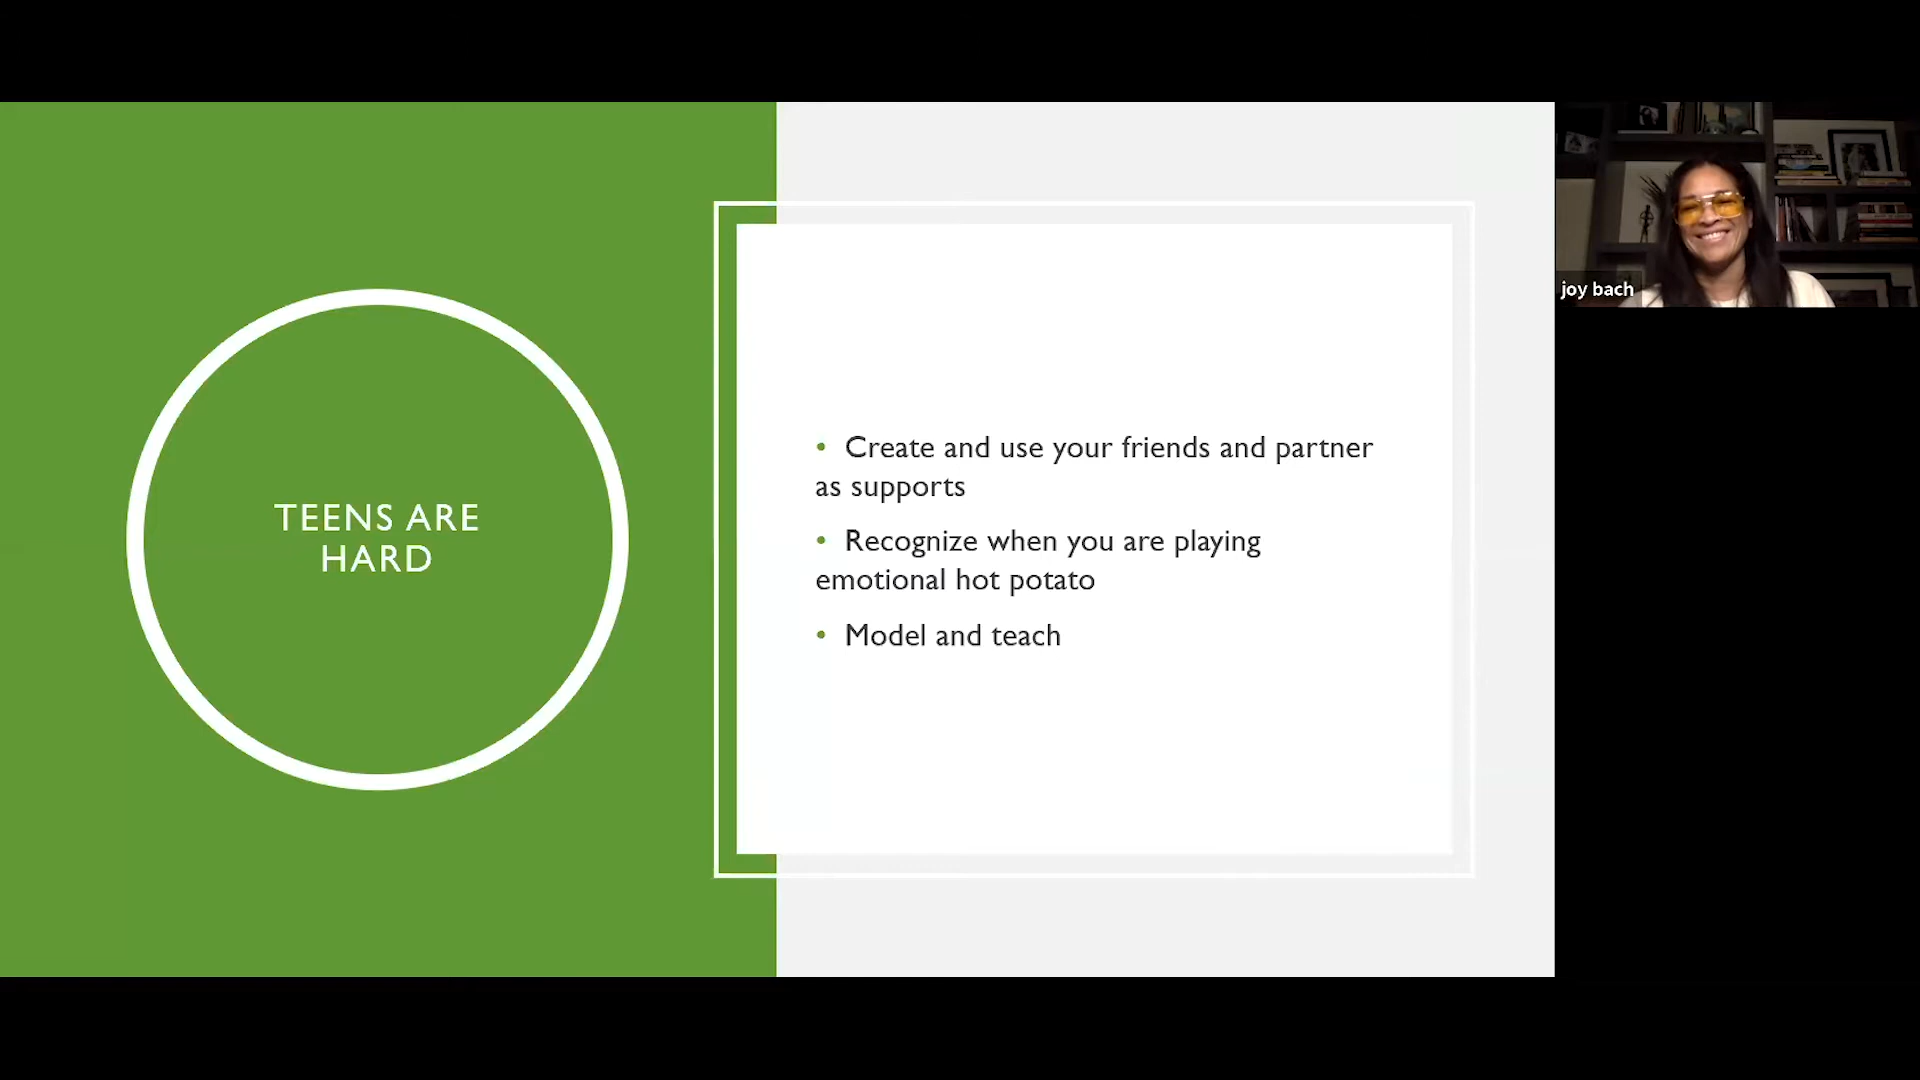 TEENS ARE
HARD
• Create and use your friends and partner
as supports
• Recognize when you are playing
emotional hot potato
• Model and teach
joy bach